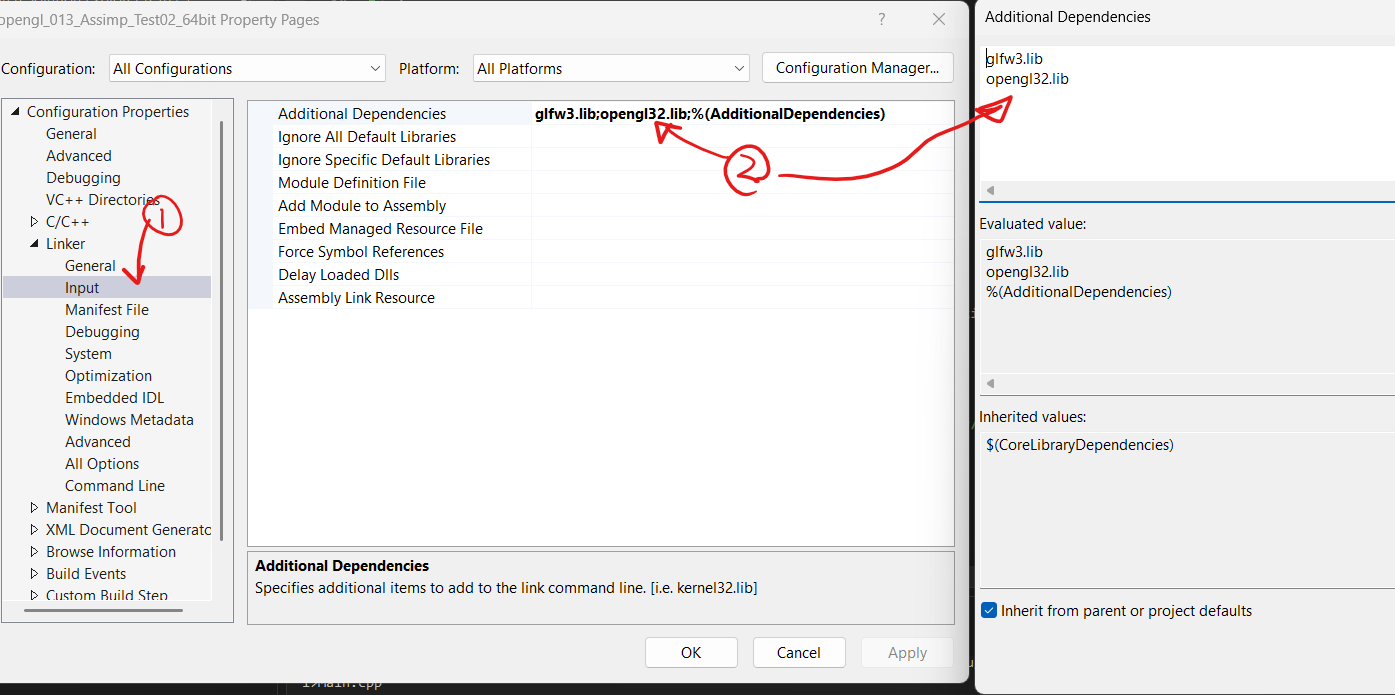 opengl_013_Assimp_Test02_64bit Property Pages
?
Configuration:
All Configurations
Platform:
All Platforms
Configuration Manager...
Configuration Properties
General
Advanced
Debugging
VC++ Directories
C/C++
Linker
General
Input
Manifest File
Debugging
System
Optimization
Embedded IDL
Windows Metadata
Advanced
All Options
Command Line
Manifest Tool
XML Document Generato
Browse Information
Build Events
Custom Build Step
1
Additional Dependencies glfw3.lib;opengl32.lib;%(AdditionalDependencies)
Ignore All Default Libraries
Ignore Specific Default Libraries
Module Definition File
Add Module to Assembly
Embed Managed Resource File
Force Symbol References
Delay Loaded Dlls
Assembly Link Resource
2
Additional Dependencies
Specifies additional items to add to the link command line. [i.e. kernel32.lib]
OK
Cancel
Apply
Additional Dependencies
glfw3.lib
opengl32.lib
Evaluated value:
glfw3.lib
opengl32.lib
%(AdditionalDependencies)
Inherited values:
$(CoreLibraryDependencies)
Inherit from parent or project defaults